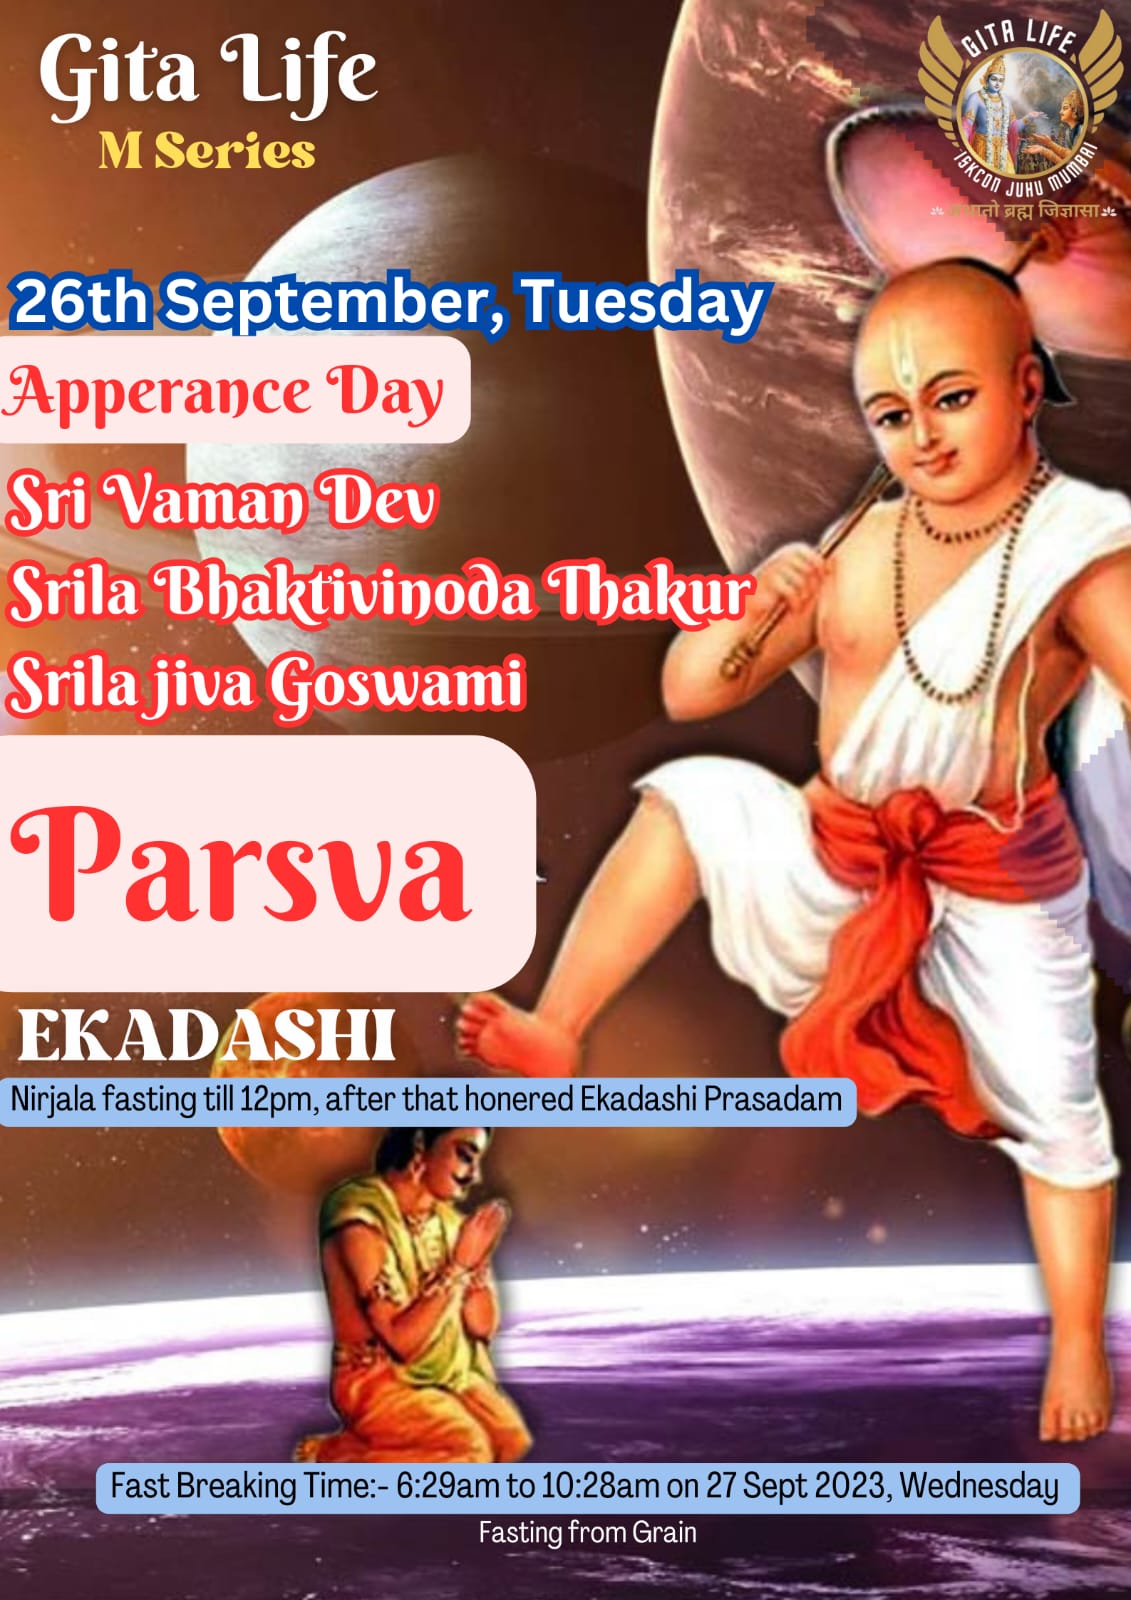 Gita Life
M Series
GITA LIFE
ISKCON JUHU MUMBAI
अथातो ब्रह्म जिज्ञासा
26th September, Tuesday
Apperance Day
Sri Vaman Dev
Srila Bhaktivinoda Thakur
Srila jiva Goswami
Parsva
EKADASHI
Nirjala fasting till 12pm, after that honered Ekadashi Prasadam
Fast Breaking Time:- 6:29am to 10:28am on 27 Sept 2023, Wednesday
Fasting from Grain